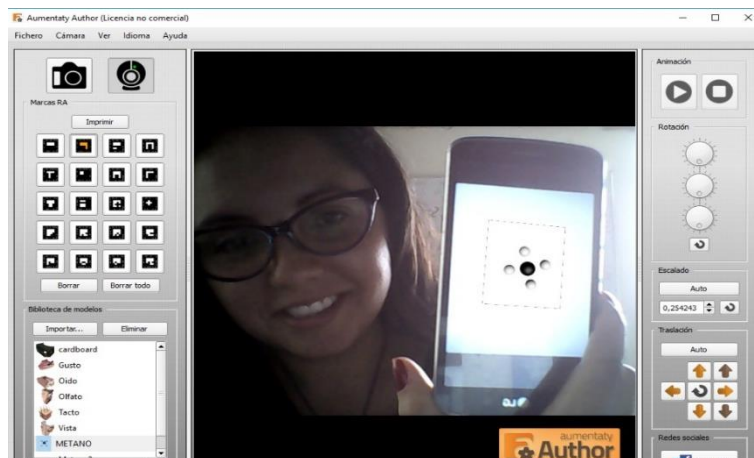 Aumentaty Author (Licencia no comercial)
Fichero Cámara Ver Idioma Ayuda
Marcas RA
Imprimir
Borrar Borrar todo
Biblioteca de modelos
Importar... Eliminar
cardboard
Gusto
Oido
Olfato
Tacto
Vista
METANO
aumentaty
Author
Animación
Rotación
Escalado
Auto
0,254243
Traslación
Auto
Redes sociales